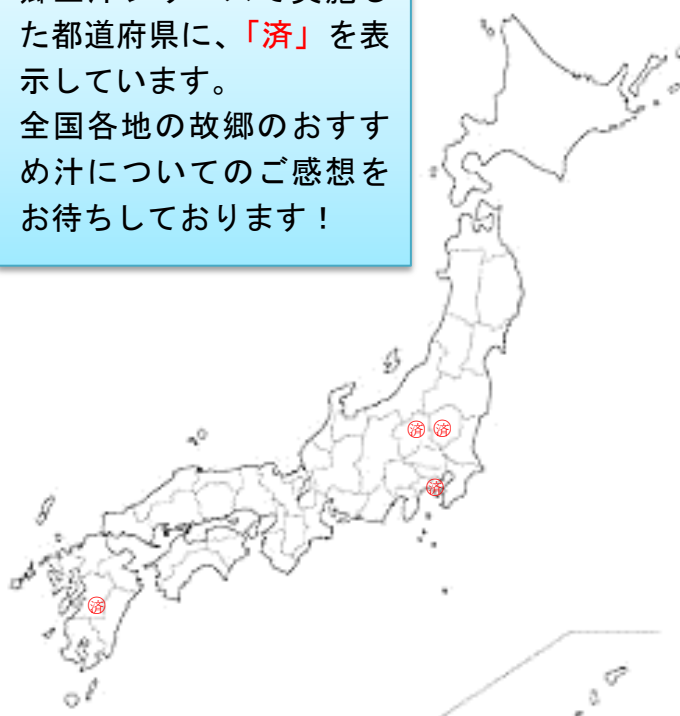 た都道府県に、「済」を表
示しています。
全国各地の故郷のおすす
め汁についてのご感想を
お待ちしております！
済
済
済
済